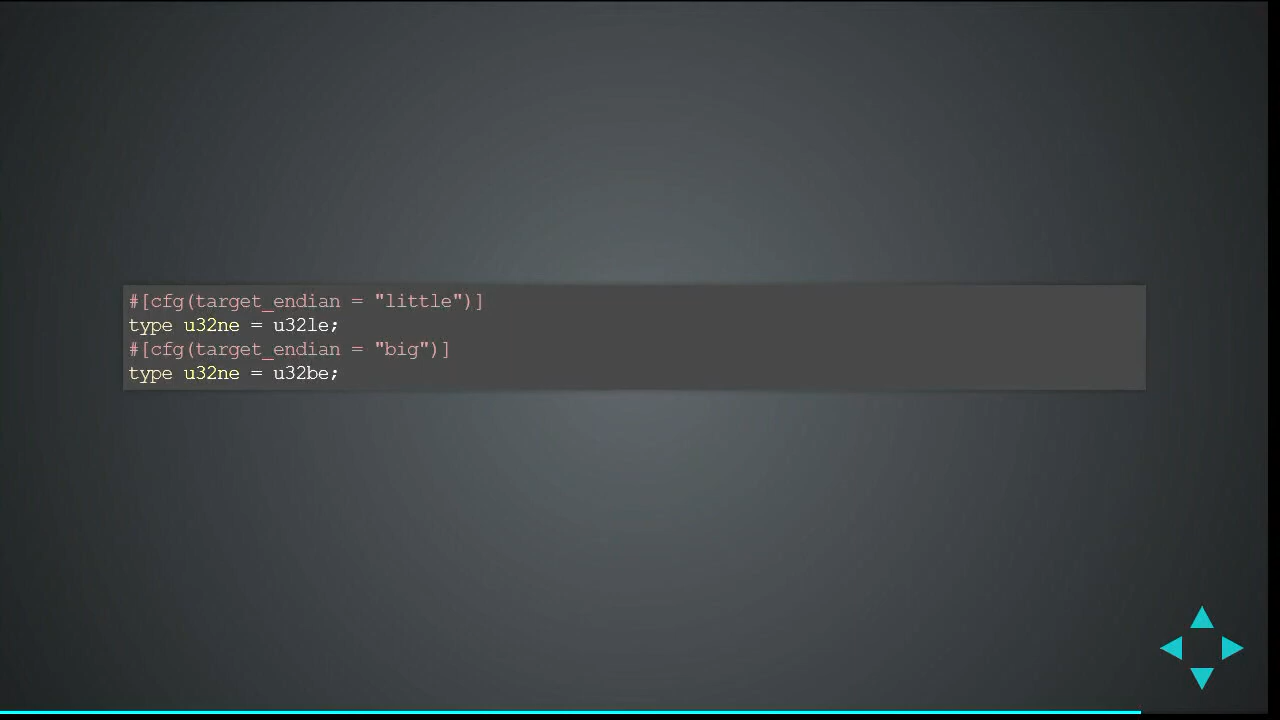 #[cfg(target_endian = "little")]
type u32ne = u32le;
#[cfg(target_endian = "big")]
type u32ne = u32be;